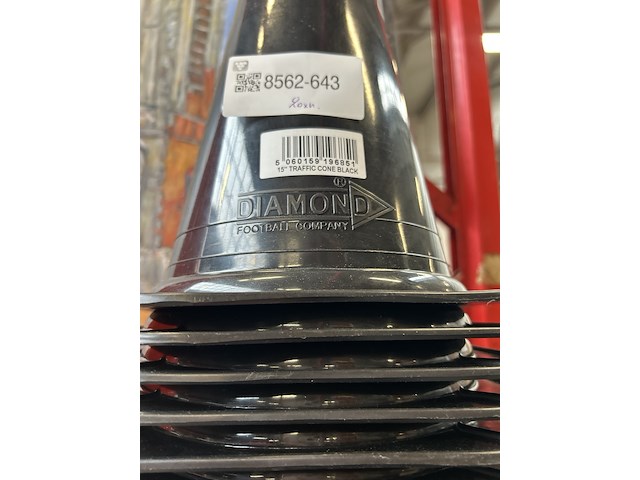 8562-643
5 060159 196851
15" TRAFFIC CONE BLACK
DIAMOND
FOOTBALL COMPANY